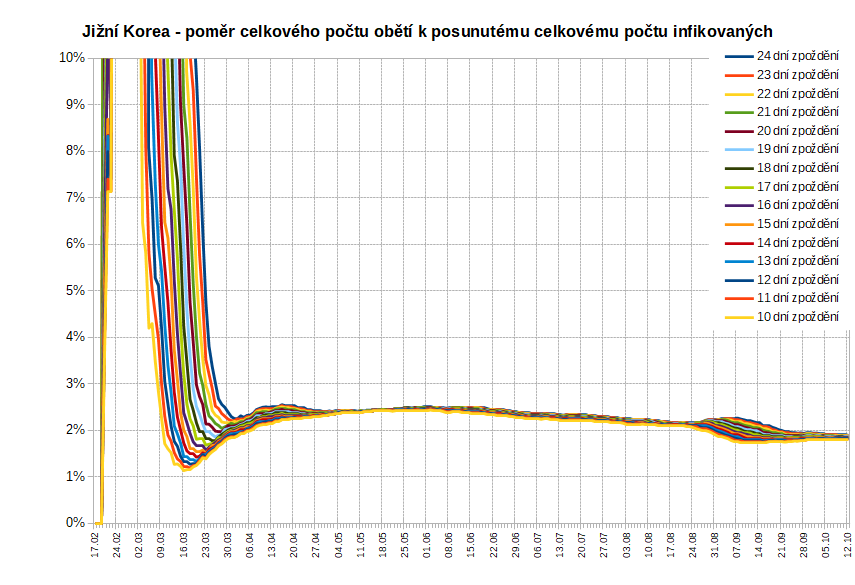 Jižní Korea - poměr celkového počtu obětí k posunutému celkovému počtu infikovaných
10%
9%
8%
7%
6%
5%
4%
3%
2%
1%
0%
24 dní zpoždění
23 dní zpoždění
22 dní zpoždění
21 dní zpoždění
20 dní zpoždění
19 dní zpoždění
18 dní zpoždění
17 dní zpoždění
16 dní zpoždění
15 dní zpoždění
14 dní zpoždění
13 dní zpoždění
12 dní zpoždění
11 dní zpoždění
10 dní zpoždění
17.02
24.02
02.03
09.03
16.03
23.03
30.03
06.04
13.04
20.04
27.04
04.05
11.05
18.05
25.05
01.06
08.06
15.06
22.06
29.06
06.07
13.07
20.07
27.07
03.08
10.08
17.08
24.08
31.08
07.09
14.09
21.09
28.09
05.10
12.10